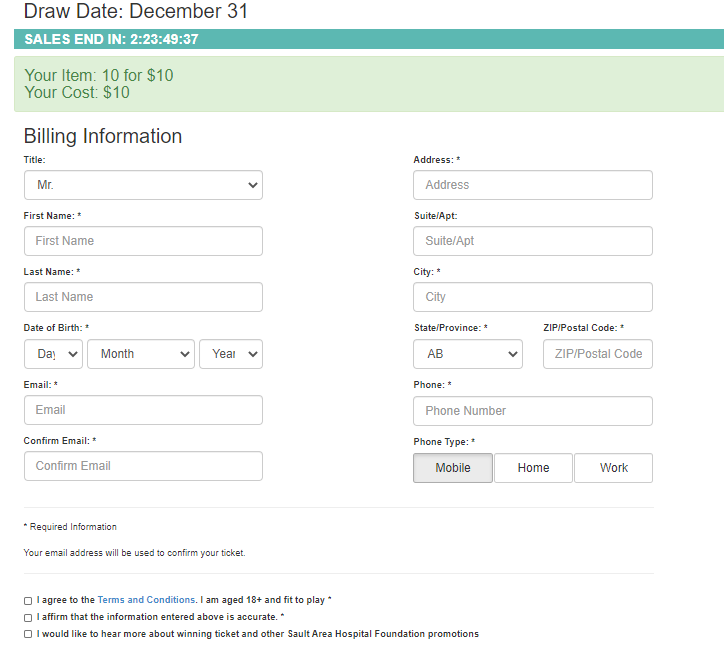 Draw Date: December 31
SALES END IN: 2:23:49:37
Your Item: 10 for $10
Your Cost: $10
Billing Information
Title:
Mr.
First Name: *
First Name
Last Name: *
Last Name
Date of Birth: *
Day Month Year
Email: *
Email
Confirm Email: *
Confirm Email
Address: *
Address
Suite/Apt:
Suite/Apt
City: *
City
State/Province: * ZIP/Postal Code: *
AB ZIP/Postal Code
Phone: *
Phone Number
Phone Type: *
Mobile Home Work
* Required Information
Your email address will be used to confirm your ticket.
I agree to the Terms and Conditions. I am aged 18+ and fit to play *
I affirm that the information entered above is accurate. *
I would like to hear more about winning ticket and other Sault Area Hospital Foundation promotions